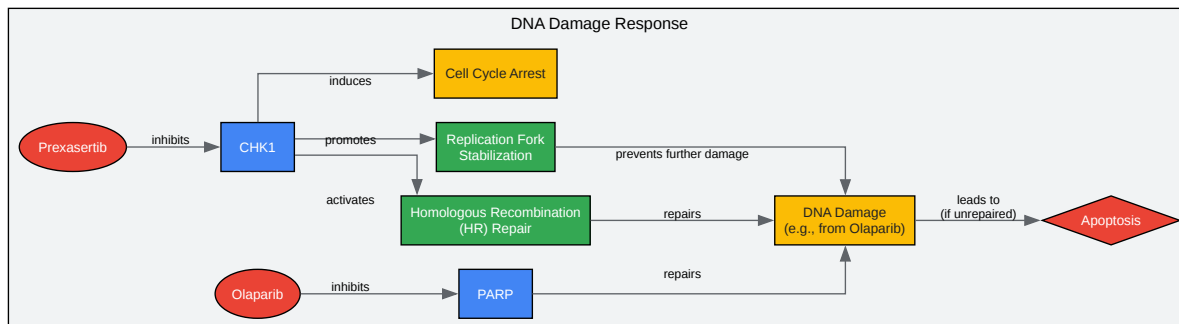 DNA Damage Response
induces
Cell Cycle Arrest
Prexasertib
inhibits
CHK1
promotes
Replication Fork
Stabilization
prevents further damage
activates
Homologous Recombination
(HR) Repair
repairs
DNA Damage
(e.g., from Olaparib)
leads to
(if unrepaired)
Apoptosis
Olaparib
inhibits
PARP
repairs